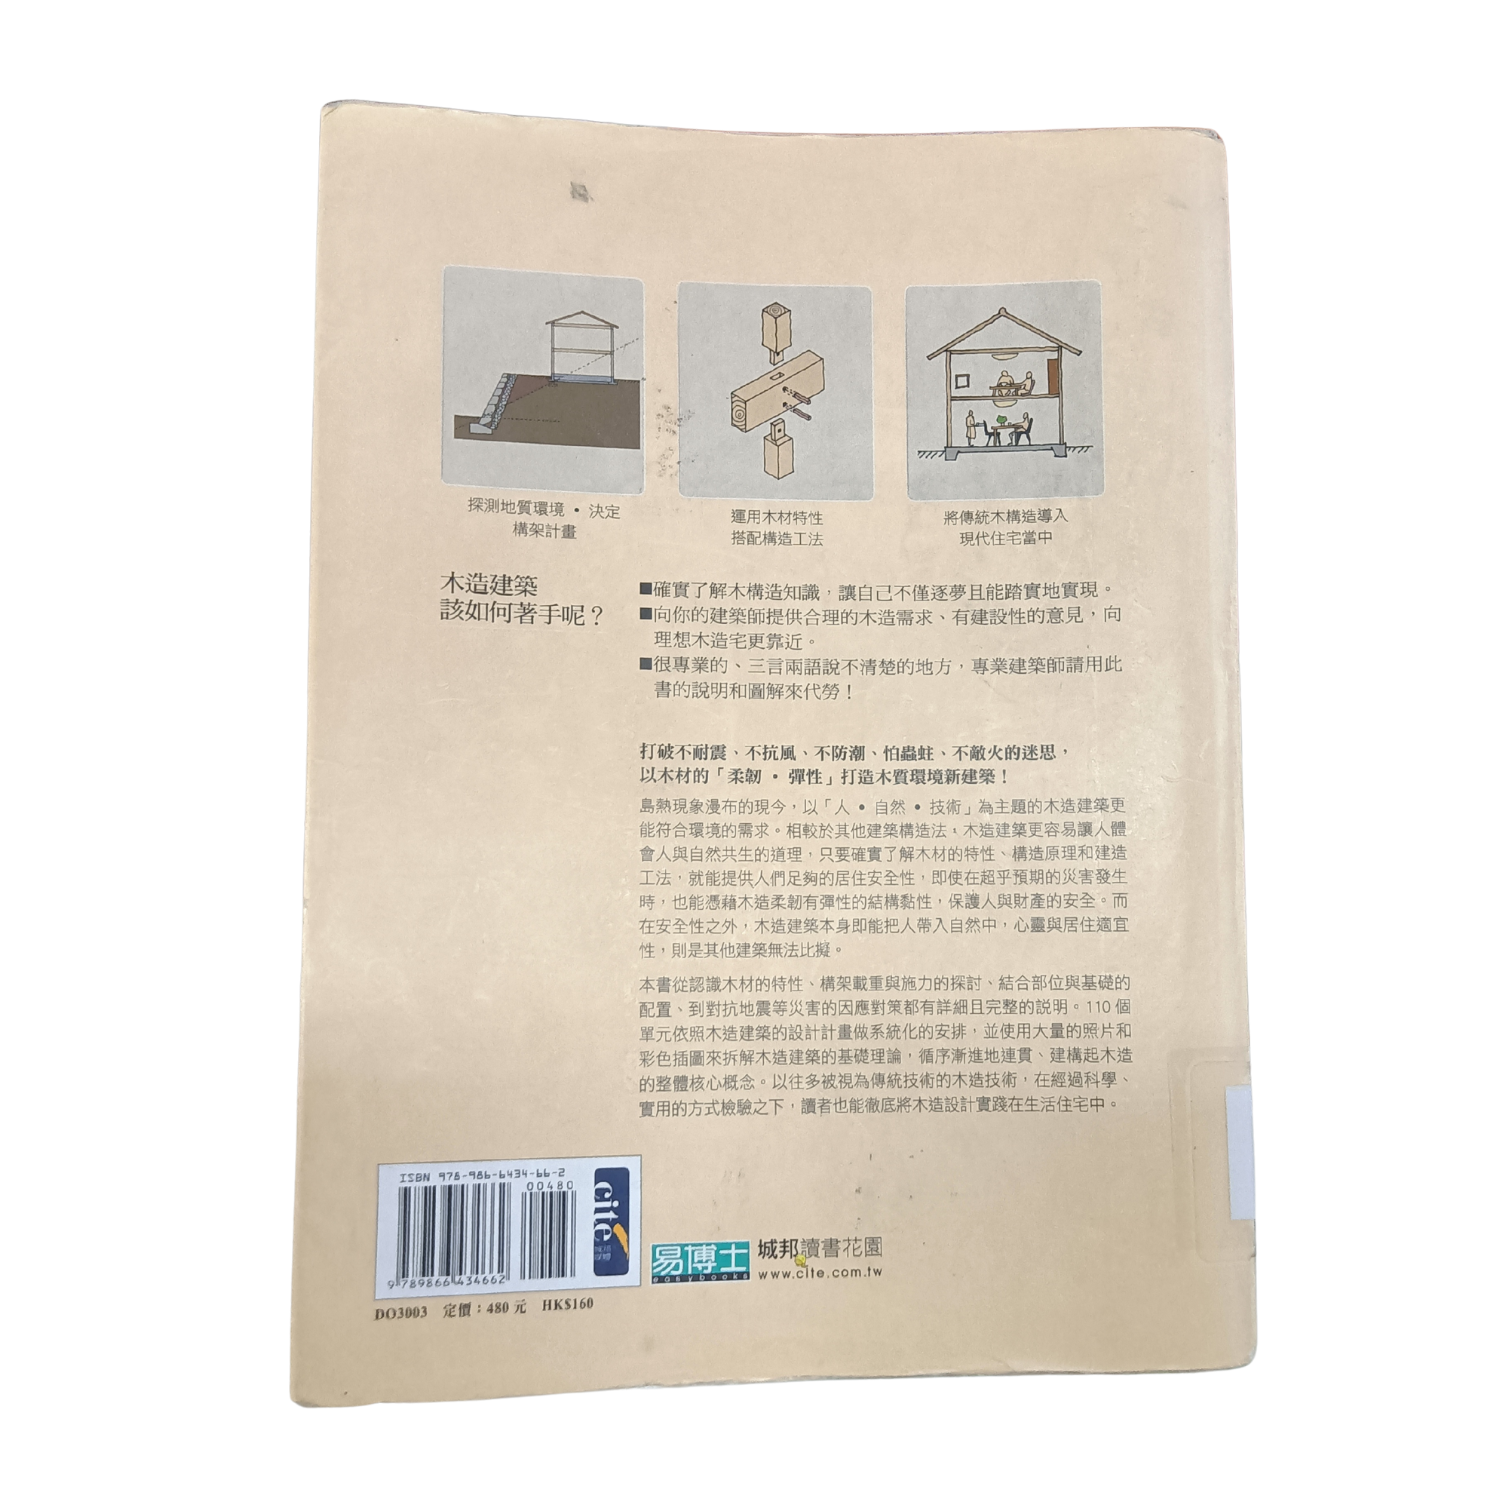 探測地質環境・決定
構架計畫
運用木材特性
搭配構造工法
將傳統木構造導入
現代住宅當中
木造建築
該如何著手呢？
■確實了解木構造知識，讓自己不僅逐夢且能踏實地實現。
■向你的建築師提供合理的木造需求、有建設性的意見，向
理想木造宅更靠近。
■很專業的、三言兩語說不清楚的地方，專業建築師請用此
書的說明和圖解來代勞！
打破不耐震、不抗風、不防潮、怕蟲蛀、不敵火的迷思，
以木材的「柔韌・彈性」打造木質環境新建築！
島熱現象漫布的現今，以「人・自然・技術」為主題的木造建築更
能符合環境的需求。相較於其他建築構造法，木造建築更容易讓人體
會人與自然共生的道理，只要確實了解木材的特性、構造原理和建造
工法，就能提供人們足夠的居住安全性，即使在超乎預期的災害發生
時，也能憑藉木造柔韌有彈性的結構黏性，保護人與財產的安全。而
在安全性之外，木造建築本身即能把人帶入自然中，心靈與居住適宜
性，則是其他建築無法比擬。
本書從認識木材的特性、構架載重與施力的探討、結合部位與基礎的
配置、到對抗地震等災害的因應對策都有詳細且完整的說明。110 個
單元依照木造建築的設計計畫做系統化的安排，並使用大量的照片和
彩色插圖來拆解木造建築的基礎理論，循序漸進地連貫、建構起木造
的整體核心概念。以往多被視為傳統技術的木造技術，在經過科學、
實用的方式檢驗之下，讀者也能徹底將木造設計實踐在生活住宅中。
ISBN 978-986-6434-66-2
00480
9 789866 434662
cite
易博士
easybooks
城邦讀書花園
www.cite.com.tw
DO3003 定價：480 元 HK$160